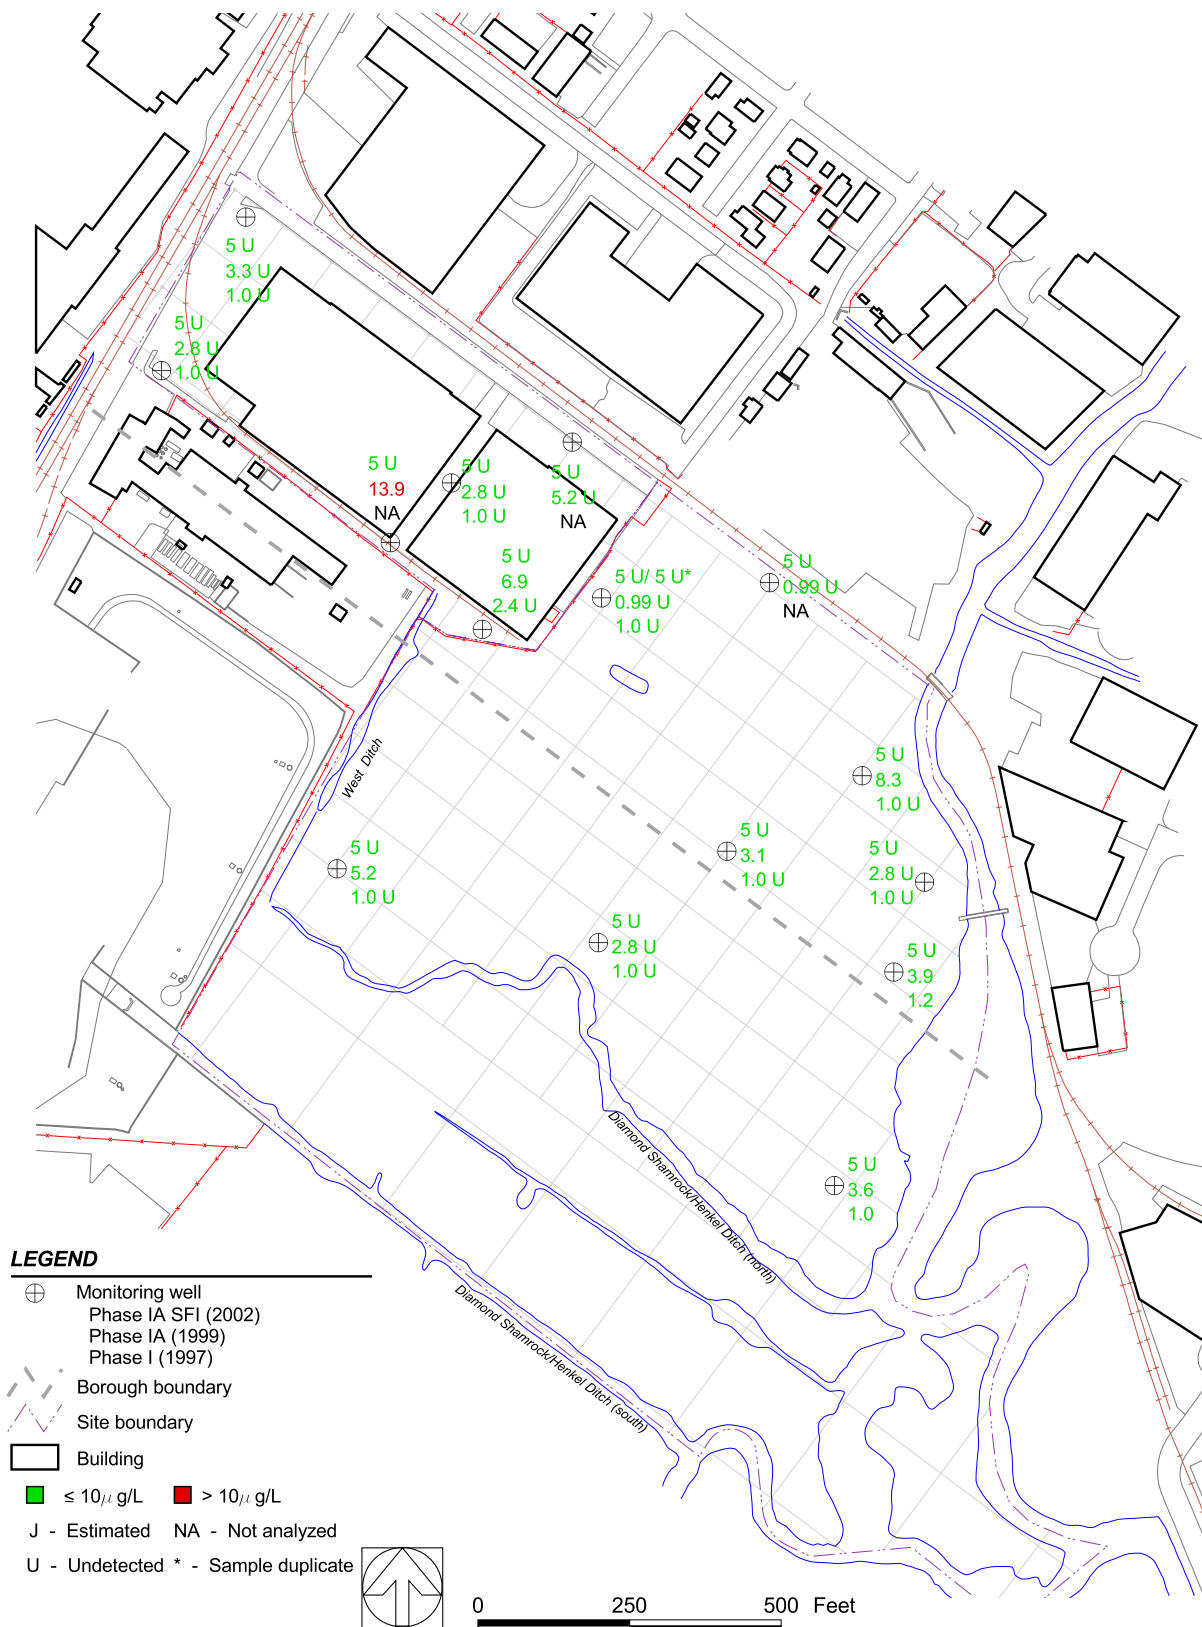 5 U
3.3 U
1.0 U
5 U
2.8 U
1.0 U
5 U
13.9
NA
5 U
2.8 U
1.0 U
5 U
5.2 U
NA
5 U
6.9
2.4 U
5 U/ 5 U*
0.99 U
1.0 U
5 U
0.99 U
NA
West Ditch
5 U
8.3
1.0 U
5 U
3.1
1.0 U
5 U
2.8 U
1.0 U
5 U
5.2
1.0 U
5 U
2.8 U
1.0 U
5 U
3.9
1.2
Diamond Shamrock/Henkel Ditch (north)
5 U
3.6
1.0
Diamond Shamrock/Henkel Ditch (south)
LEGEND
Monitoring well
Phase IA SFI (2002)
Phase IA (1999)
Phase I (1997)
Borough boundary
Site boundary
Building
≤ 10μ g/L > 10μ g/L
J - Estimated NA - Not analyzed
U - Undetected * - Sample duplicate
0 250 500 Feet